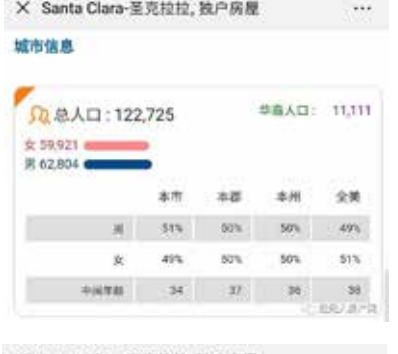 × Santa Clara-圣克拉拉, 独户房屋 ···
城市信息
总人口 : 122,725 华裔人口 : 11,111
女 59,921
男 62,804
本市 本郡 本州 全美
男 51% 50% 50% 49%
女 49% 50% 50% 51%
中间年龄 34 37 36 38